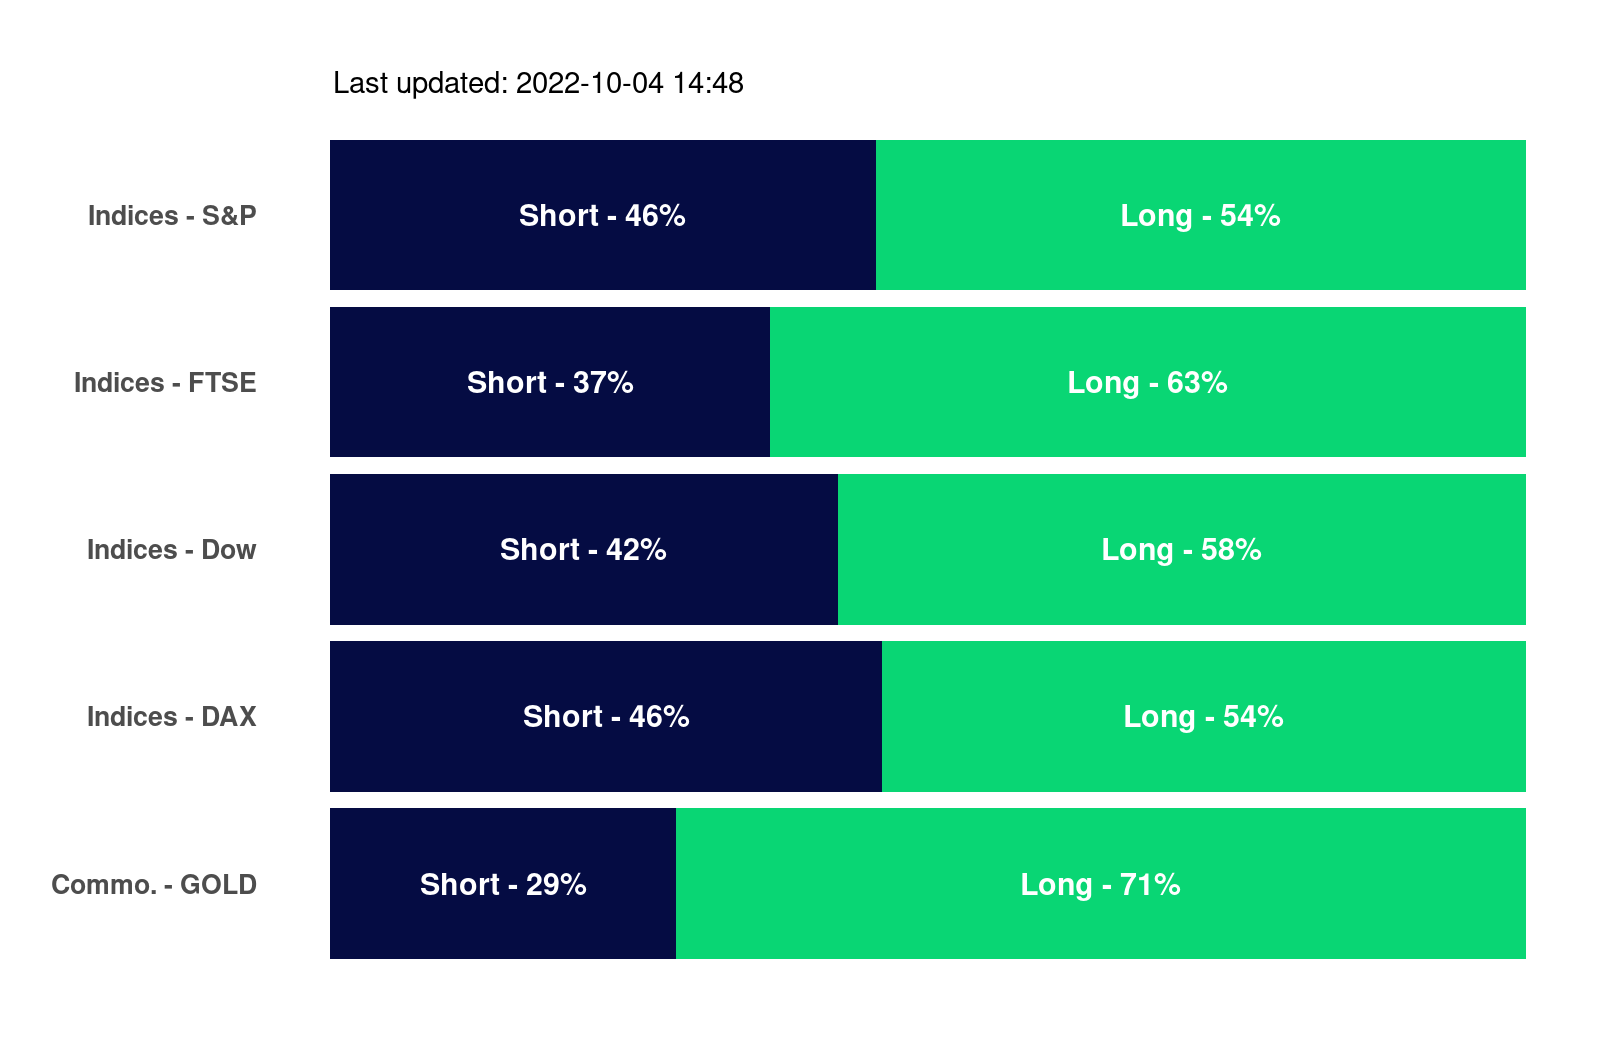 Last updated: 2022-10-04 14:48
Indices - S&P Short - 46% Long - 54%
Indices - FTSE Short - 37% Long - 63%
Indices - Dow Short - 42% Long - 58%
Indices - DAX Short - 46% Long - 54%
Commo. - GOLD Short - 29% Long - 71%